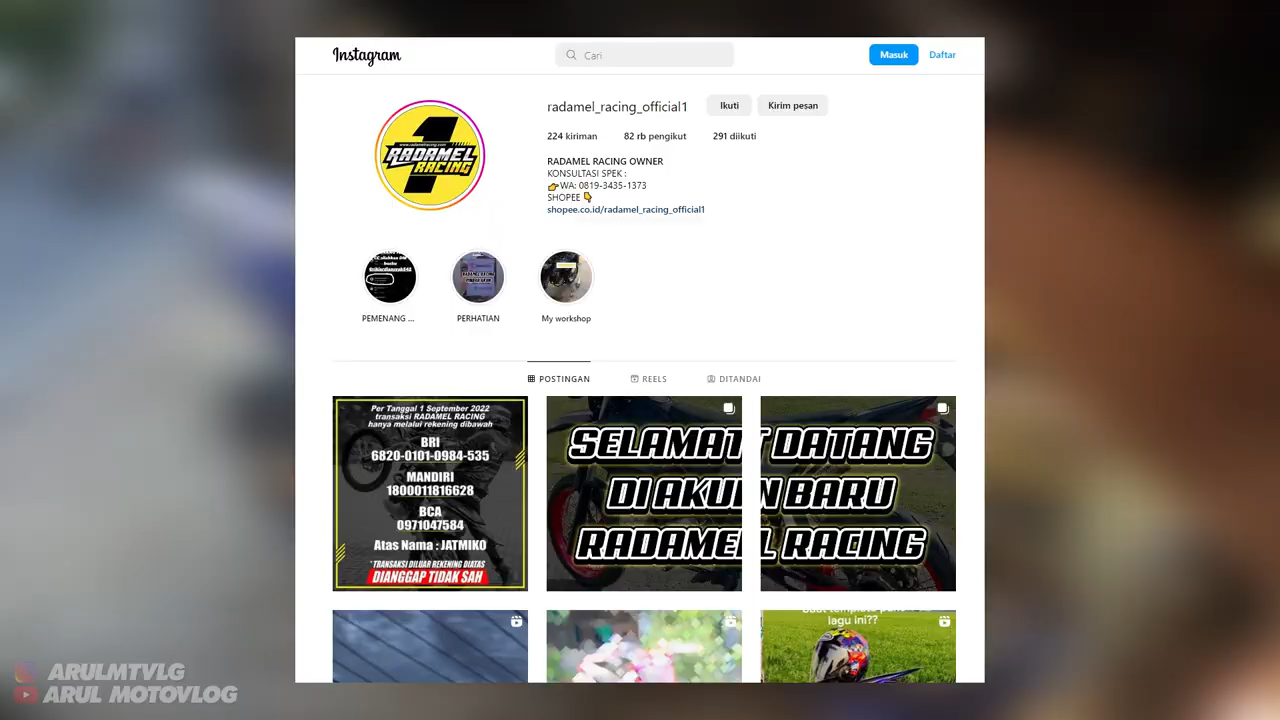 Instagram
Cari
Masuk
Daftar
www.radamelracing.com
RADAMEL
RACING
radamel_racing_official1
Ikuti
Kirim pesan
224 kiriman
82 rb pengikut
291 diikuti
RADAMEL RACING OWNER
KONSULTASI SPEK :
👉WA: 0819-3435-1373
SHOPEE 👇
shopee.co.id/radamel_racing_official1
PEMENANG ...
PERHATIAN
My workshop
POSTINGAN
REELS
DITANDAI
Per Tanggal 1 September 2022
transaksi RADAMEL RACING
hanya melalui rekening dibawah
BRI
6820-0101-0984-535
MANDIRI
1800011816628
BCA
0971047584
Atas Nama : JATMIKO
*TRANSAKSI DILUAR REKENING DIATAS
DIANGGAP TIDAK SAH
SELAMAT DATANG
DI AKUN BARU
RADAMEL RACING
lagu ini??
ARULMTVLG
ARUL MOTOVLOG